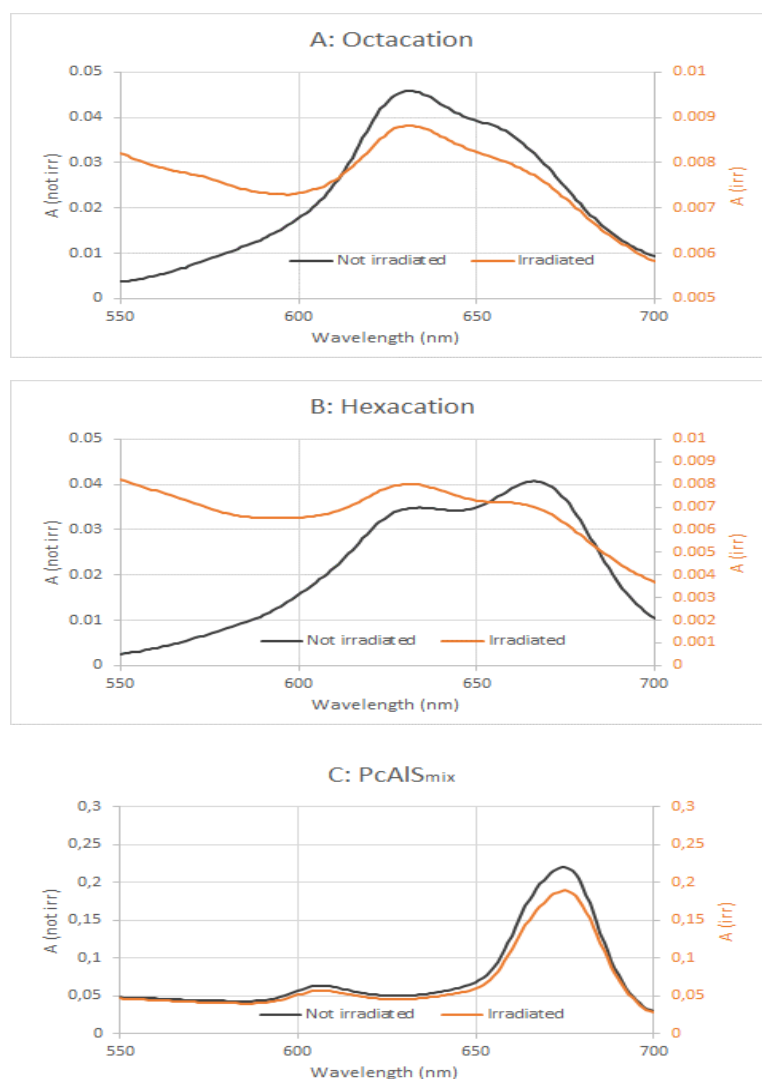 A: Octacation
0.05 0.01
0.04 0.009
0.03 0.008
0.02 0.007
0.01 0.006
0 0.005
A (not irr)
A (irr)
Not irradiated Irradiated
550 600 650 700
Wavelength (nm)
B: Hexacation
0.05 0.01
0.009
0.04 0.008
0.007
0.03 0.006
0.005
0.02 0.004
0.003
0.01 0.002
0.001
0 0
A (not irr)
A (irr)
Not irradiated Irradiated
550 600 650 700
Wavelength (nm)
C: PcAlSmix
0,3 0,3
0,25 0,25
0,2 0,2
0,15 0,15
0,1 0,1
0,05 0,05
0 0
A (not irr)
A (irr)
Not irradiated Irradiated
550 600 650 700
Wavelength (nm)